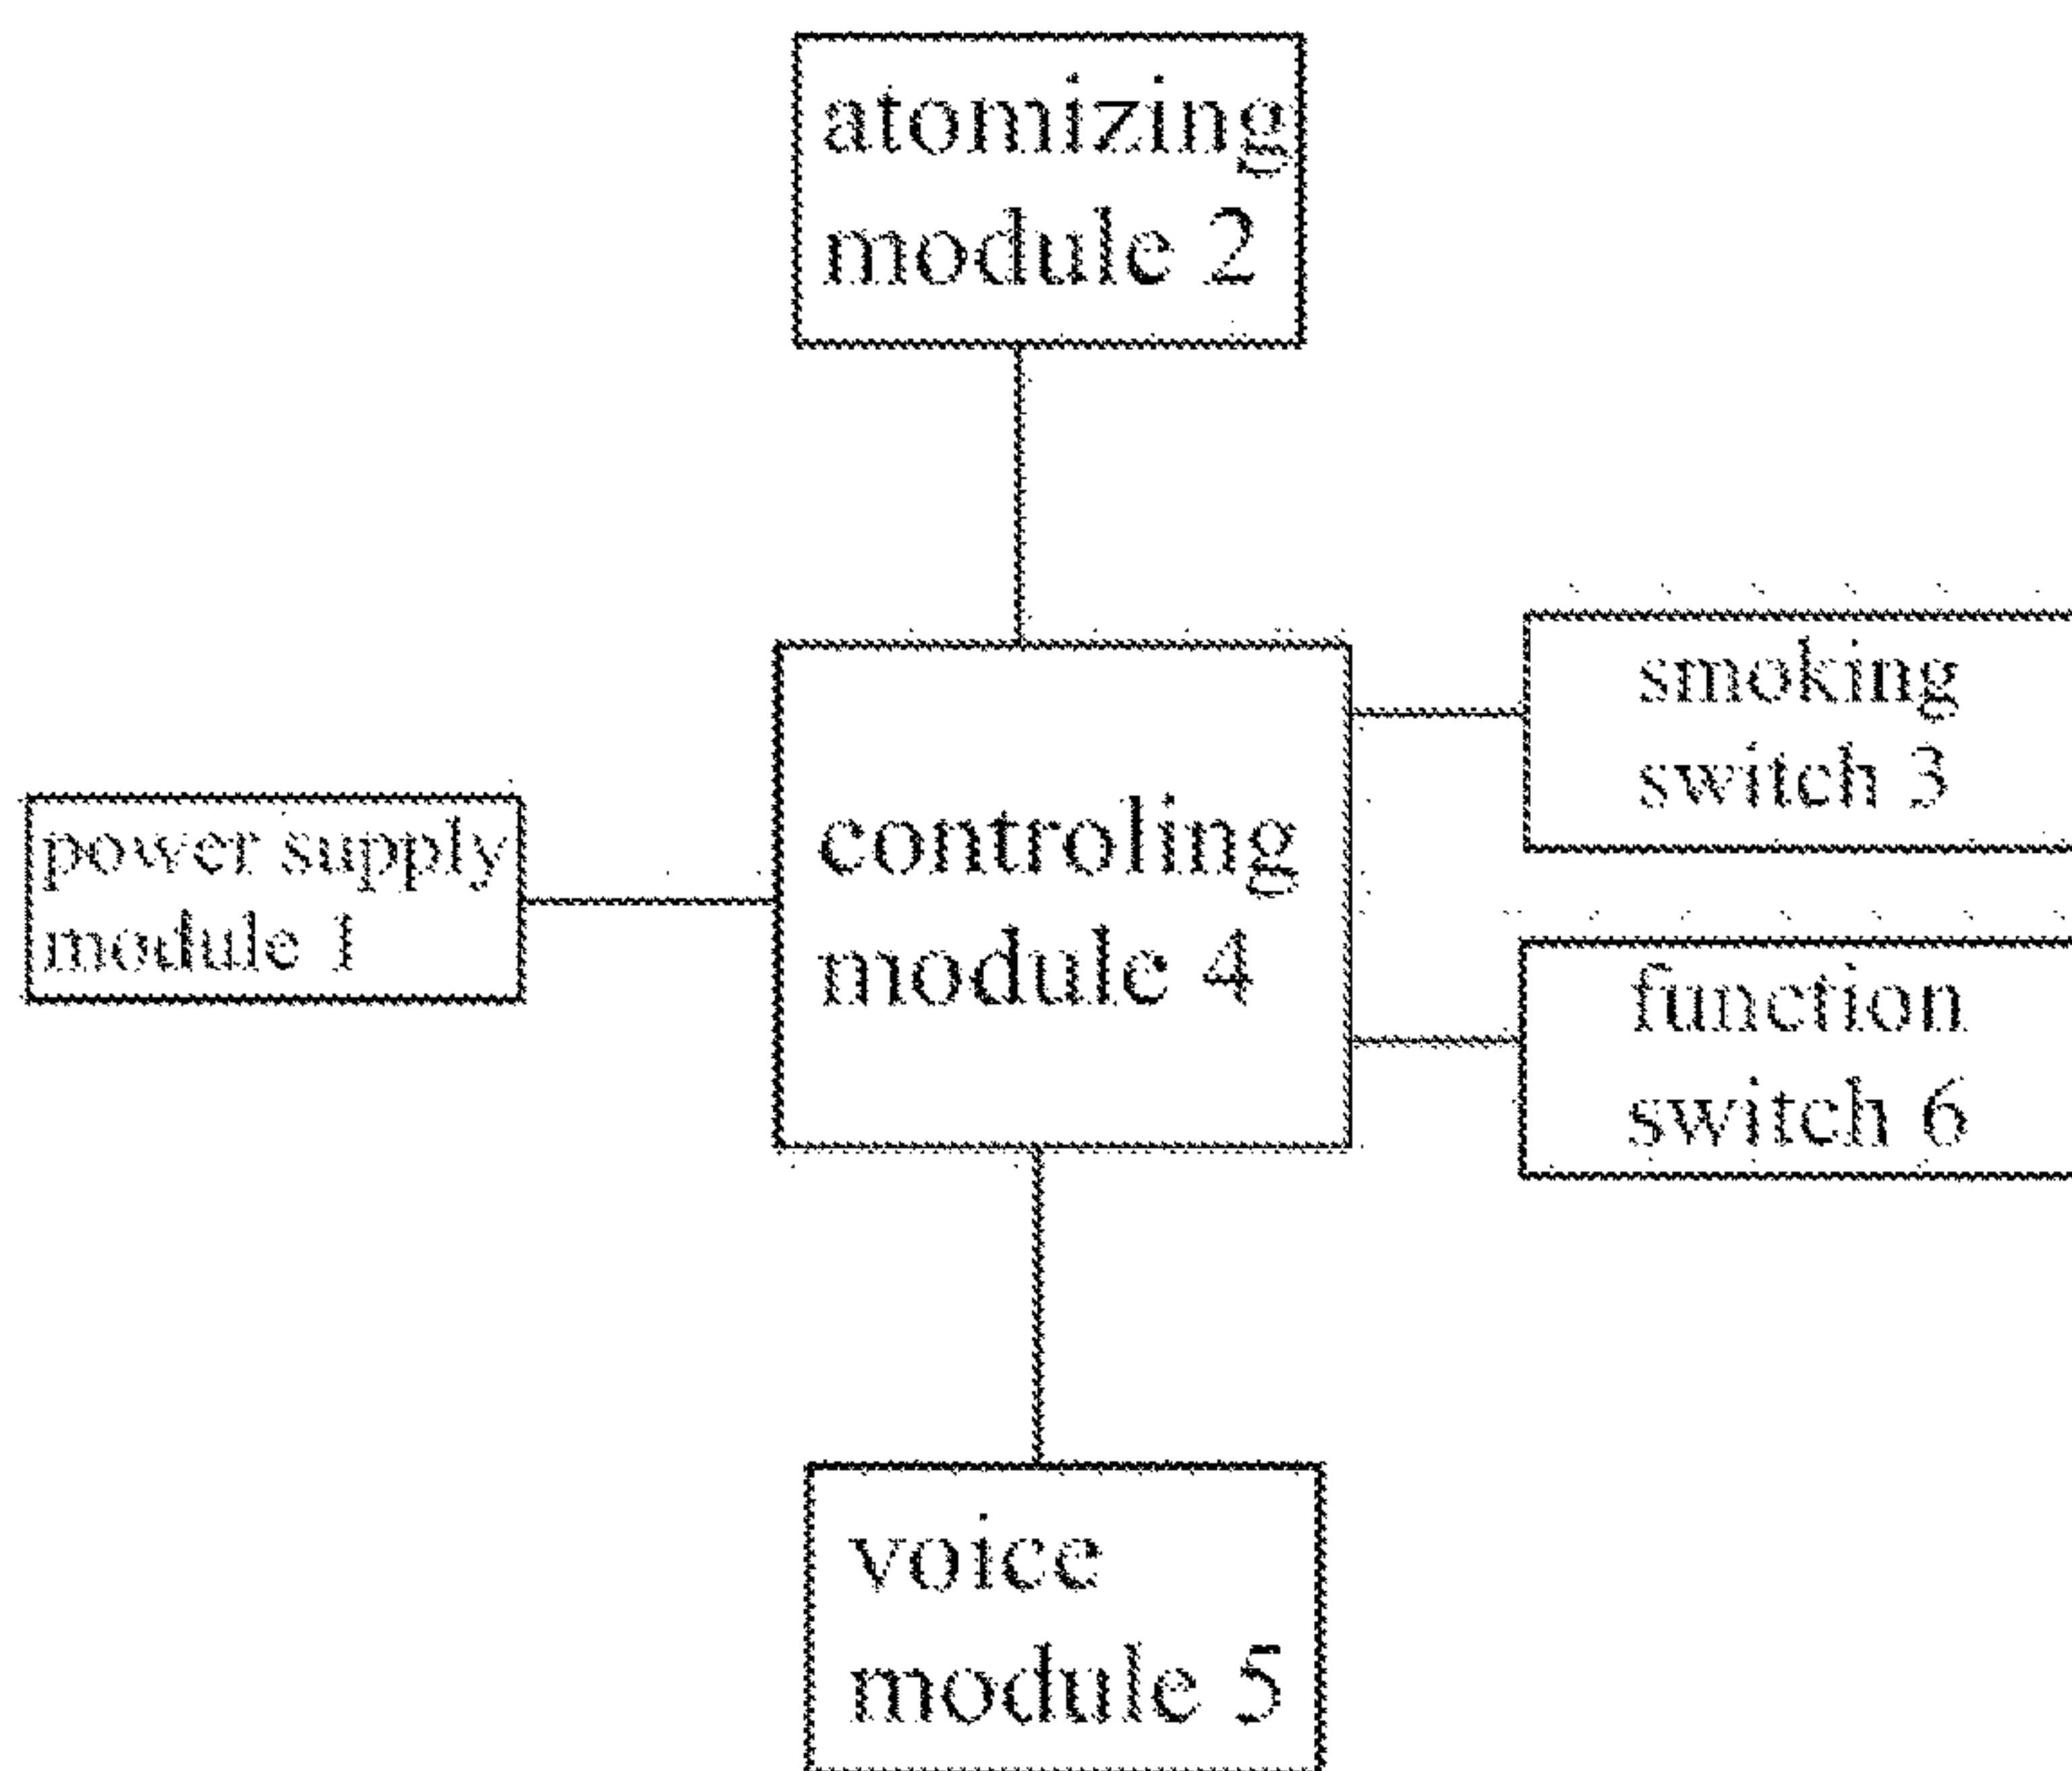 atomizing
module 2
smoking
switch 3
power supply
module 1
controling
module 4
function
switch 6
voice
module 5